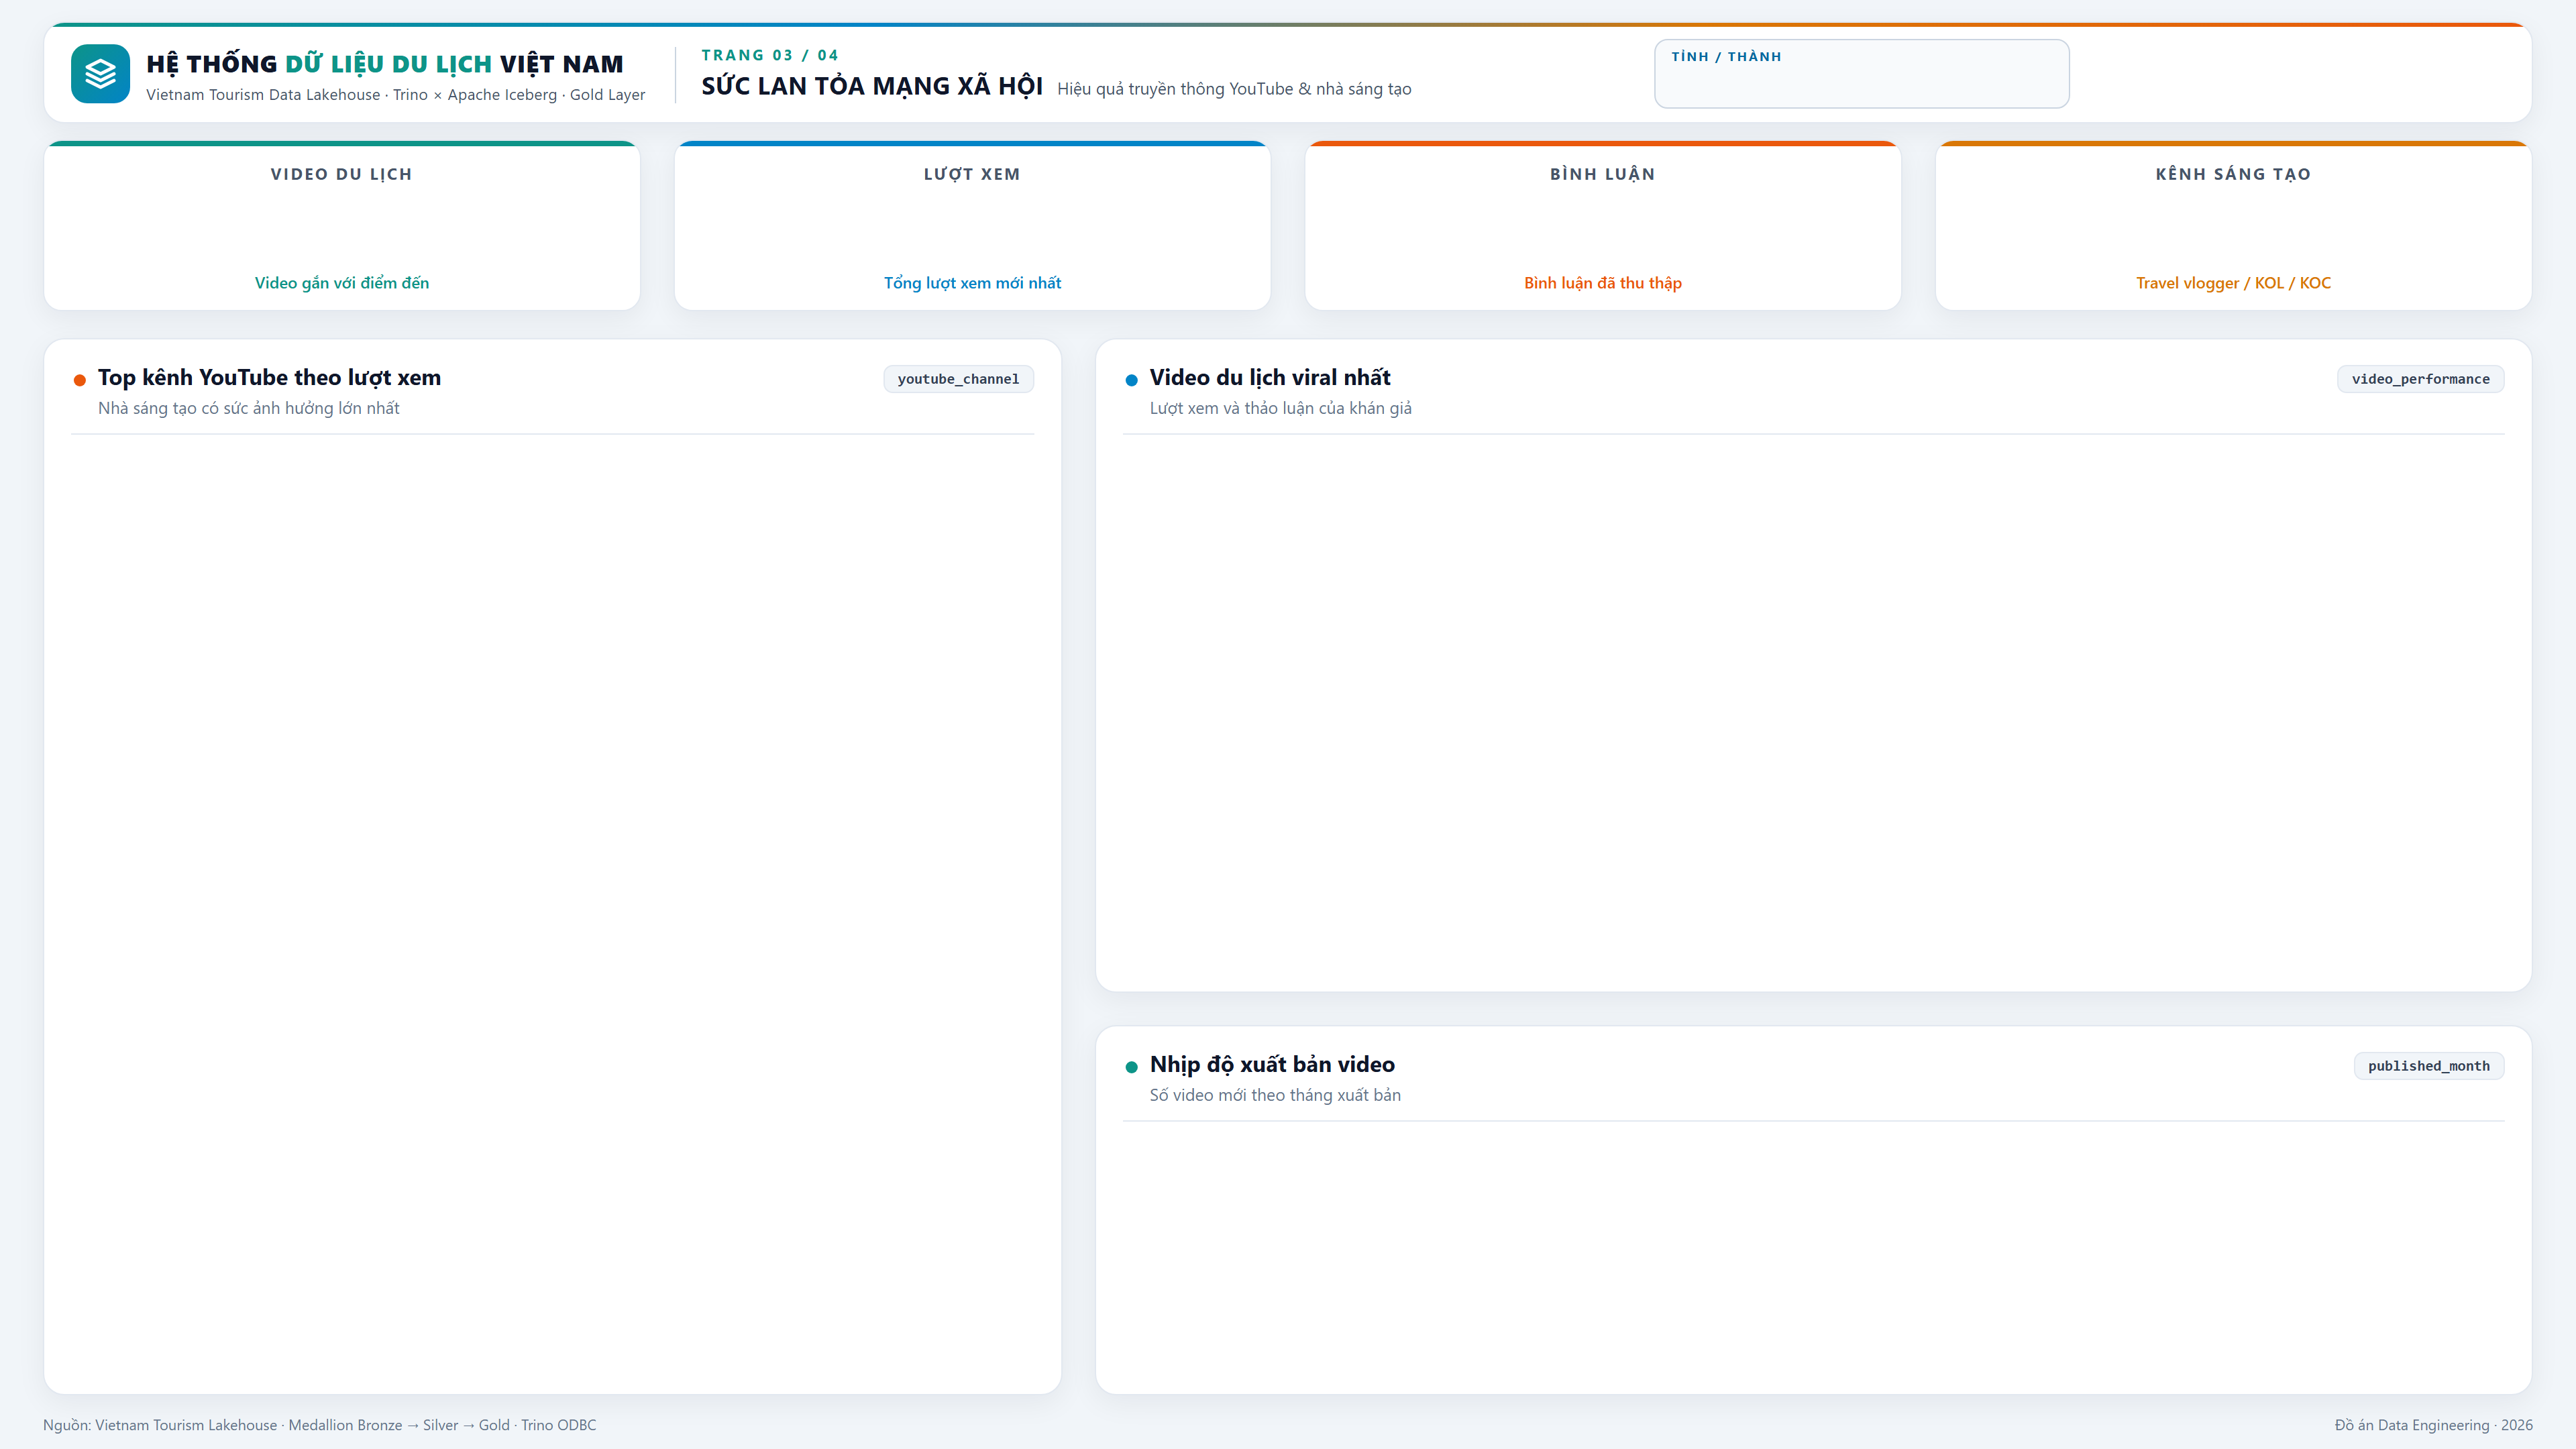 HỆ THỐNG DỮ LIỆU DU LỊCH VIỆT NAM
Vietnam Tourism Data Lakehouse · Trino × Apache Iceberg · Gold Layer
TRANG 03 / 04
SỨC LAN TỎA MẠNG XÃ HỘI Hiệu quả truyền thông YouTube & nhà sáng tạo
TỈNH / THÀNH
VIDEO DU LỊCH
Video gắn với điểm đến
LƯỢT XEM
Tổng lượt xem mới nhất
BÌNH LUẬN
Bình luận đã thu thập
KÊNH SÁNG TẠO
Travel vlogger / KOL / KOC
Top kênh YouTube theo lượt xem
youtube_channel
Nhà sáng tạo có sức ảnh hưởng lớn nhất
Video du lịch viral nhất
video_performance
Lượt xem và thảo luận của khán giả
Nhịp độ xuất bản video
published_month
Số video mới theo tháng xuất bản
Nguồn: Vietnam Tourism Lakehouse · Medallion Bronze → Silver → Gold · Trino ODBC
Đồ án Data Engineering · 2026